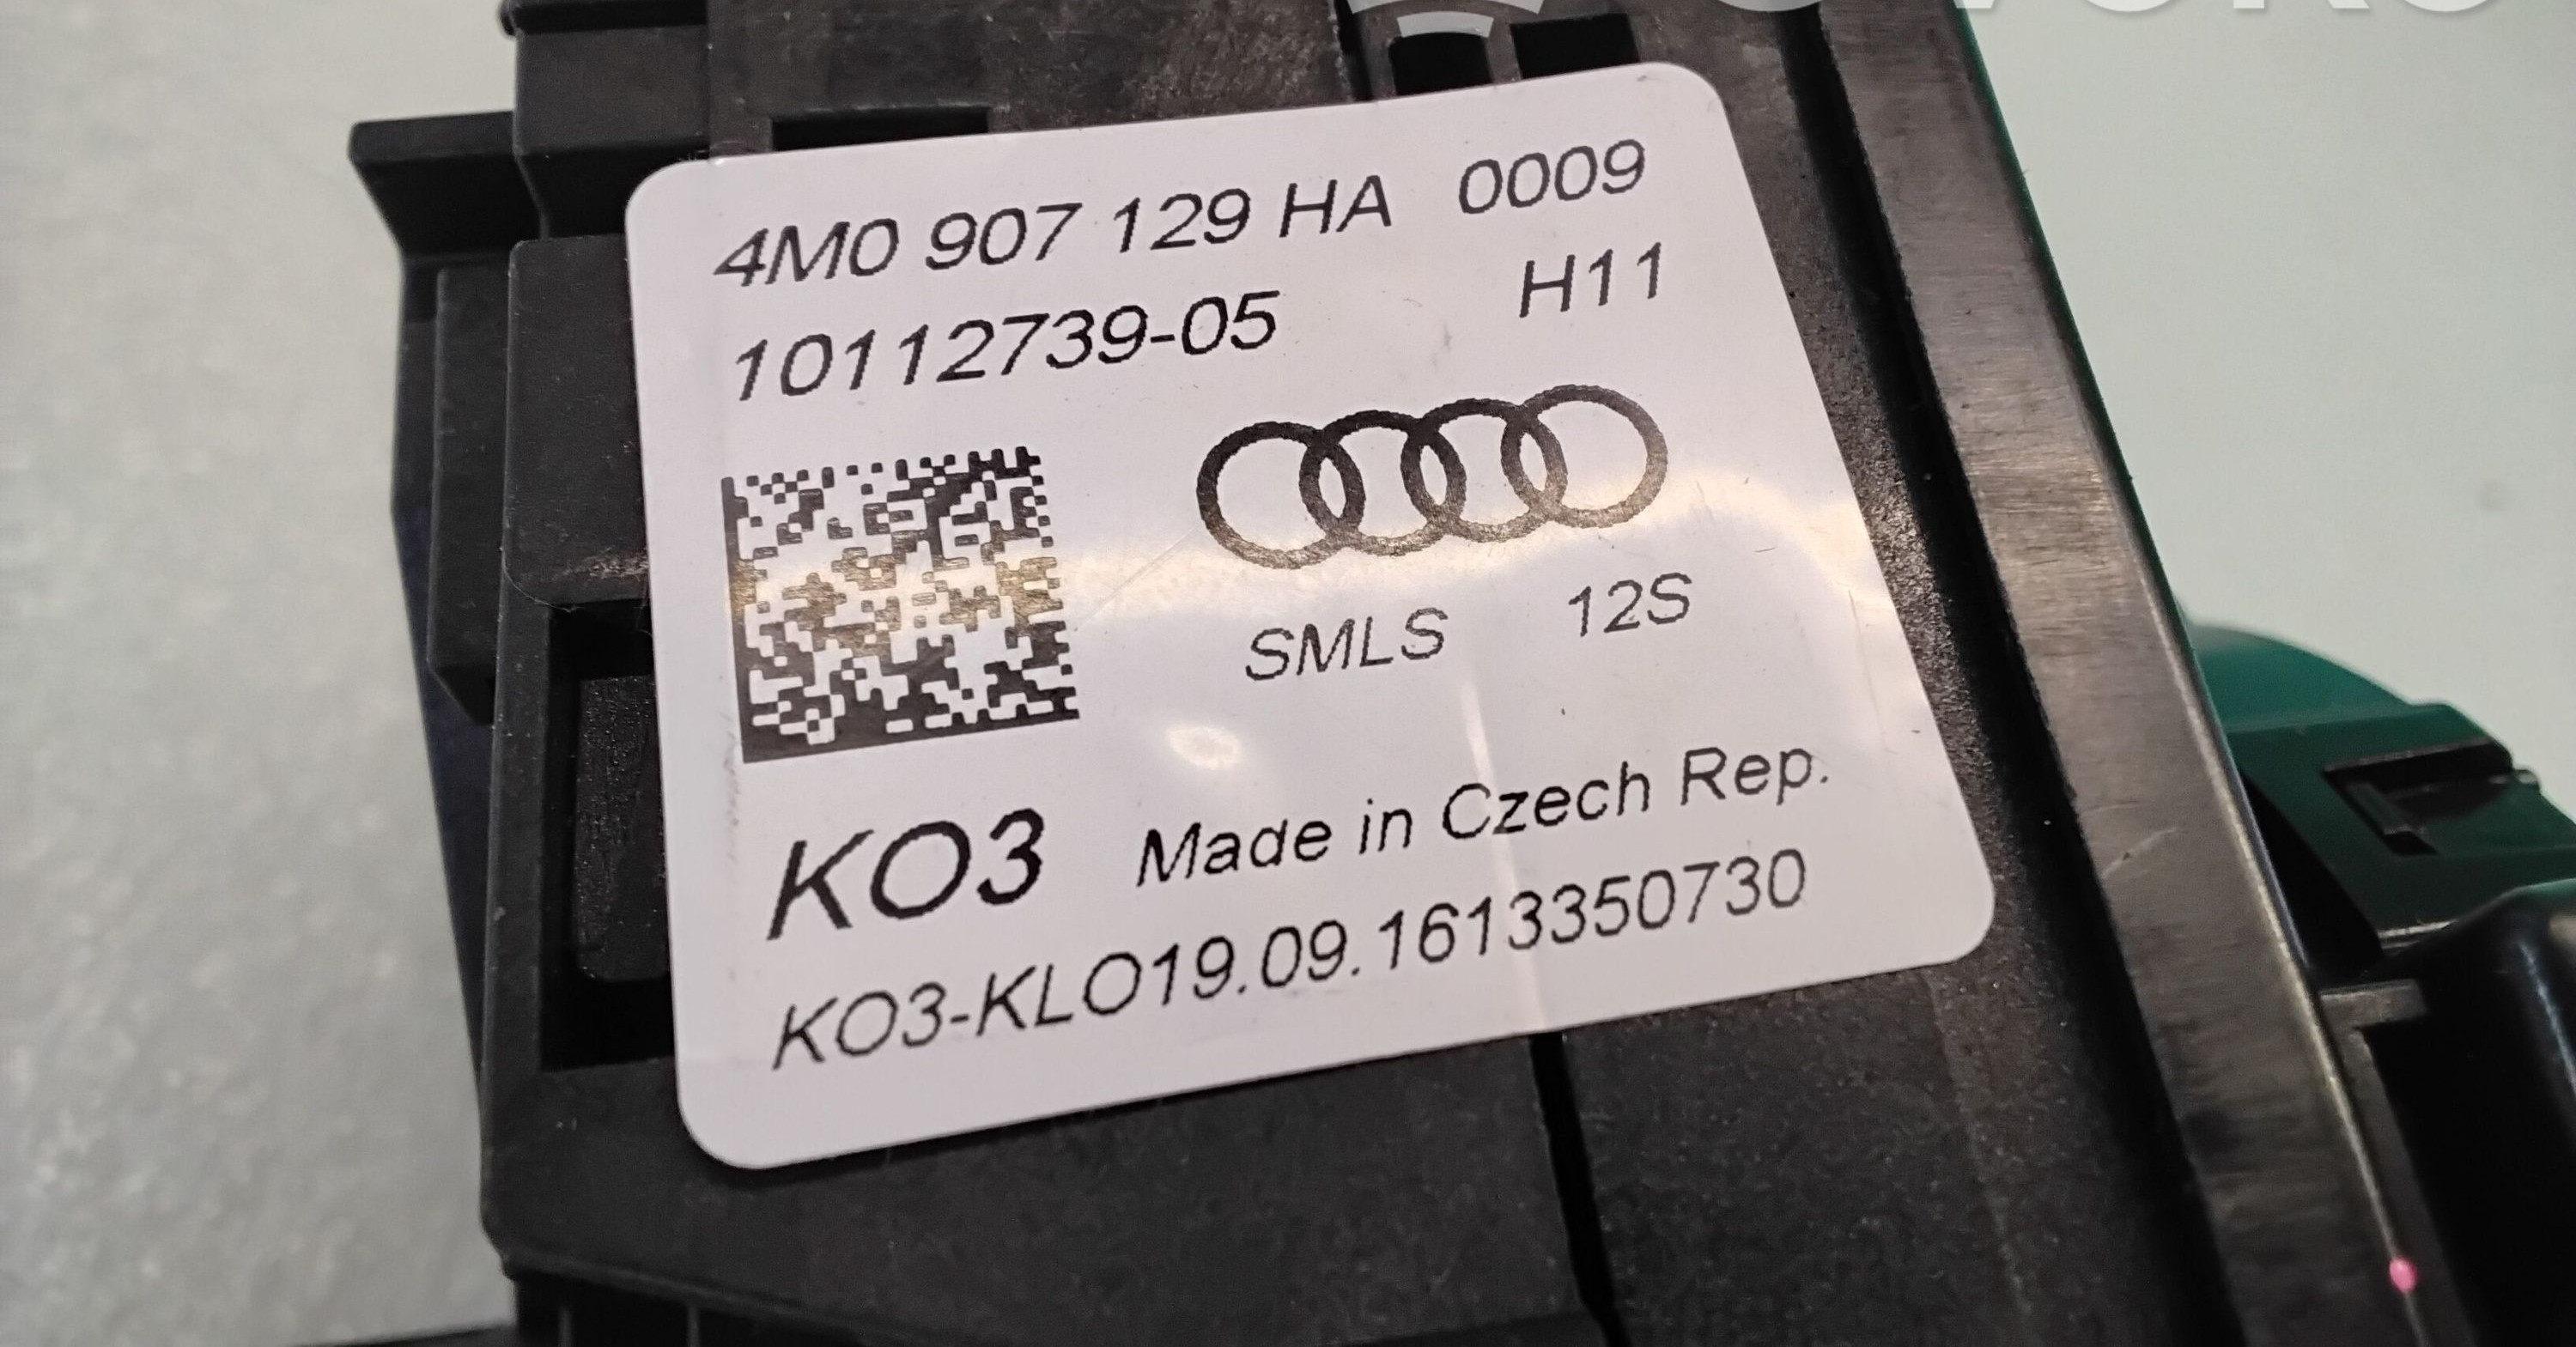 4M0 907 129 HA 0009
10112739-05 H11
SMLS 12S
KO3 Made in Czech Rep.
KO3-KLO19.09.1613350730